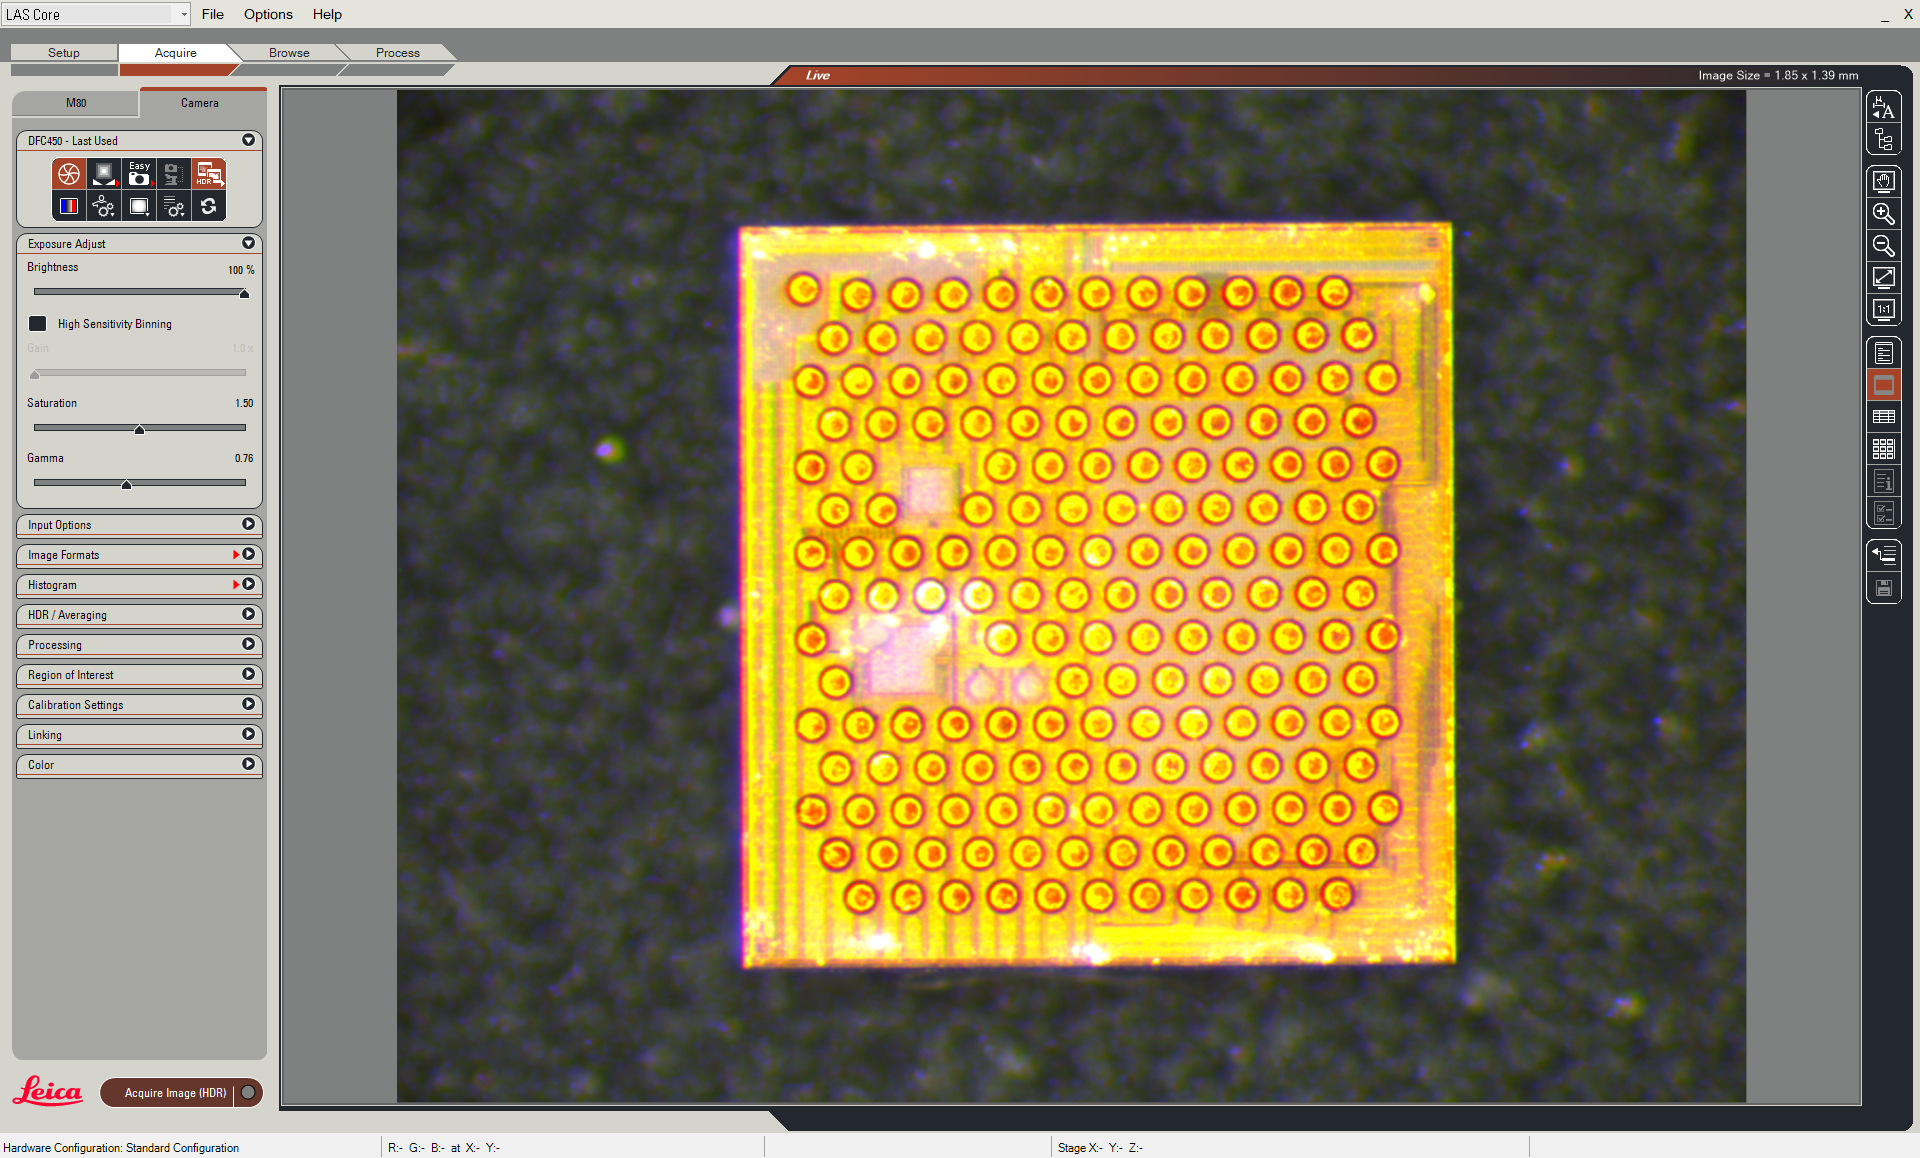 LAS Core File Options Help _ X
Setup Acquire Browse Process
Live Image Size = 1.85 x 1.39 mm
M80 Camera
DFC450 - Last Used
Easy
HDR
Exposure Adjust
Brightness 100 %
High Sensitivity Binning
Gain 1.0 x
Saturation 1.50
Gamma 0.76
Input Options
Image Formats
Histogram
HDR / Averaging
Processing
Region of Interest
Calibration Settings
Linking
Color
A
1:1
Leica Acquire Image (HDR)
Hardware Configuration: Standard Configuration R:- G:- B:- at X:- Y:- Stage X:- Y:- Z:-